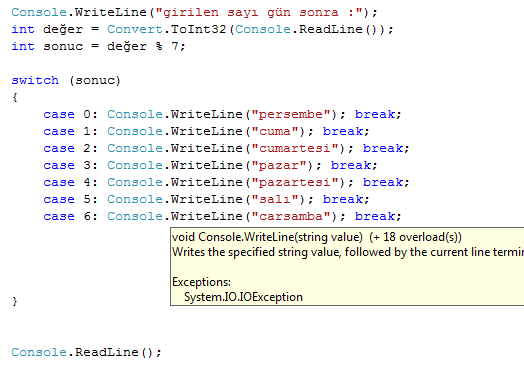 Console.WriteLine("girilen sayı gün sonra :");
int değer = Convert.ToInt32(Console.ReadLine());
int sonuc = değer % 7;
switch (sonuc)
{
case 0: Console.WriteLine("persembe"); break;
case 1: Console.WriteLine("cuma"); break;
case 2: Console.WriteLine("cumartesi"); break;
case 3: Console.WriteLine("pazar"); break;
case 4: Console.WriteLine("pazartesi"); break;
case 5: Console.WriteLine("salı"); break;
case 6: Console.WriteLine("carsamba"); break;
void Console.WriteLine(string value) (+ 18 overload(s))
Writes the specified string value, followed by the current line termin
Exceptions:
System.IO.IOException
}
Console.ReadLine();